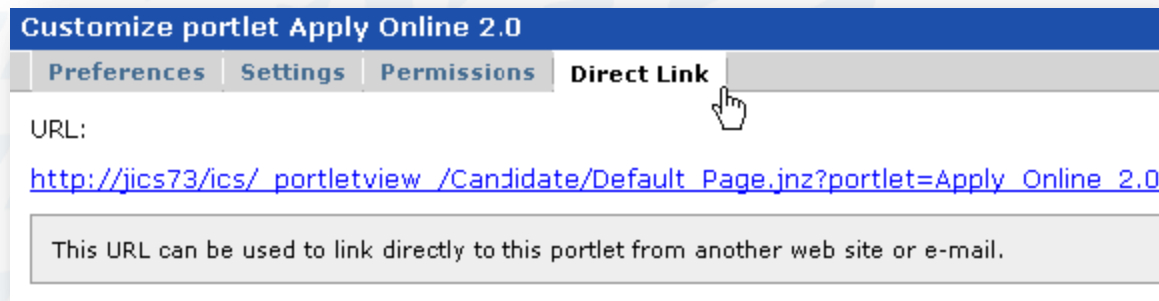 Customize portlet Apply Online 2.0
Preferences Settings Permissions Direct Link
URL:
http://jics73/ics/_portletview_/Candidate/Default_Page.jnz?portlet=Apply_Online_2.0
This URL can be used to link directly to this portlet from another web site or e-mail.